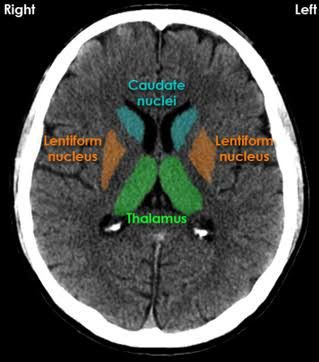 Right
Left
Caudate
nuclei
Lentiform
nucleus
Lentiform
nucleus
Thalamus